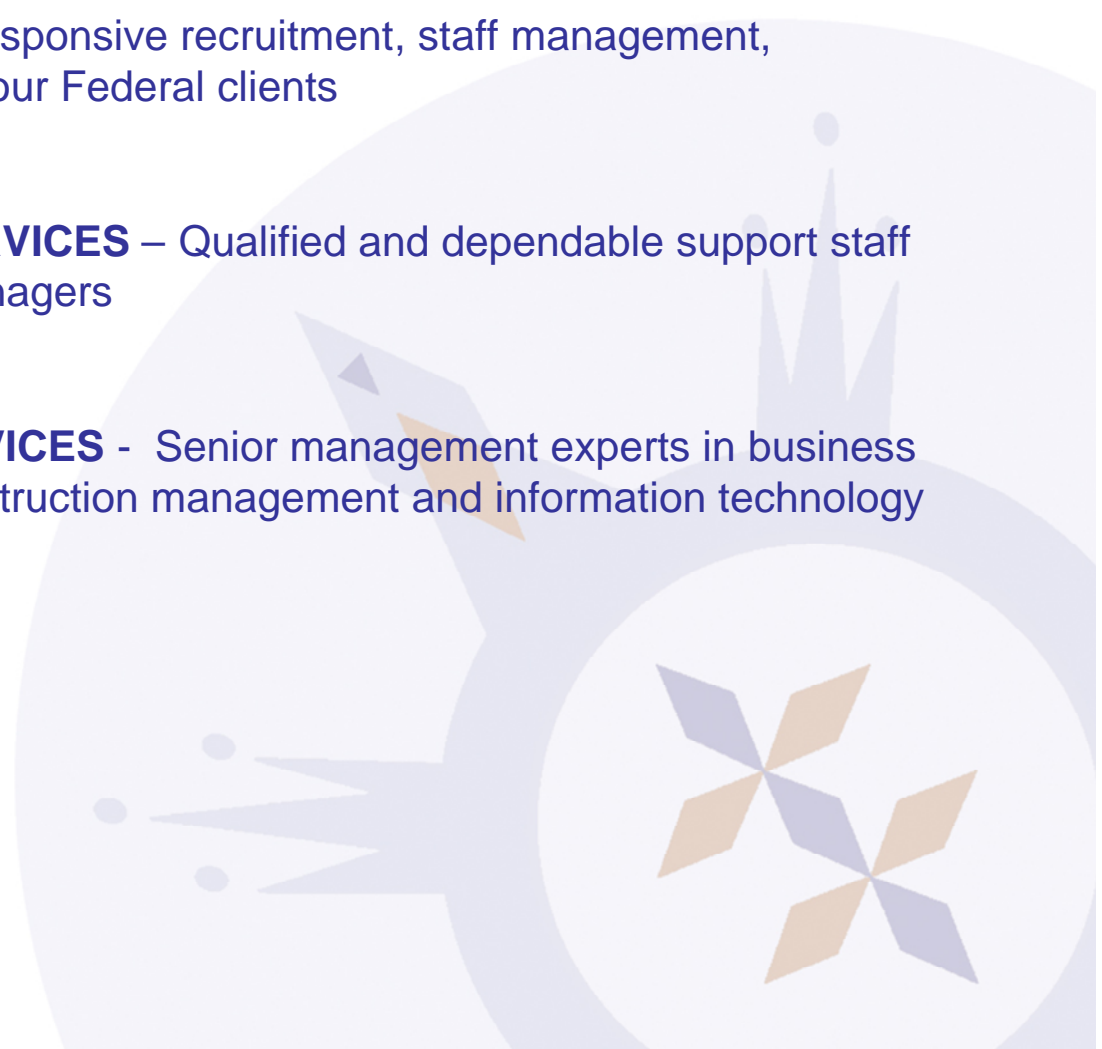 sponsive recruitment, staff management,
our Federal clients
VICES – Qualified and dependable support staff
nagers
VICES -  Senior management experts in business
truction management and information technology